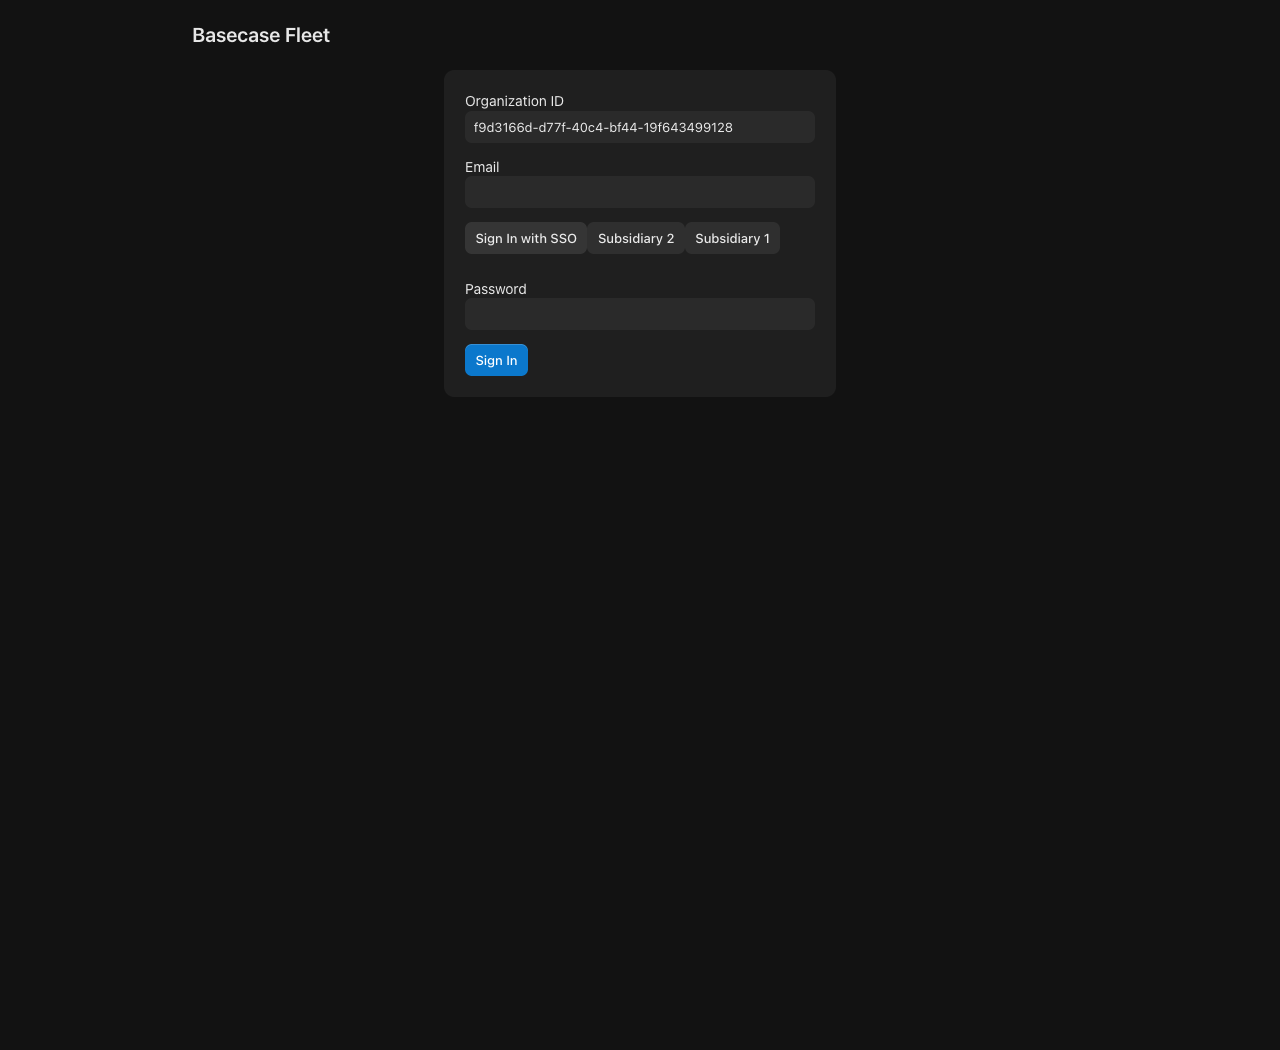 Basecase Fleet
Organization ID
f9d3166d-d77f-40c4-bf44-19f643499128
Email
Sign In with SSO Subsidiary 2 Subsidiary 1
Password
Sign In